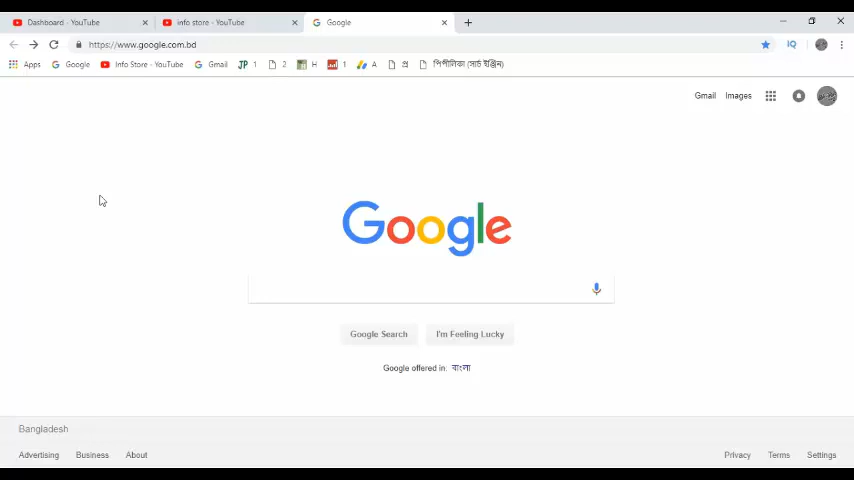 Dashboard - YouTube info store - YouTube Google
https://www.google.com.bd IQ
Apps Google Info Store - YouTube Gmail JP 1 2 H 1 A প্র পিপীলিকা (সার্চ ইঞ্জিন)
Gmail Images
Google
Google Search I'm Feeling Lucky
Google offered in: বাংলা
Bangladesh
Advertising Business About Privacy Terms Settings